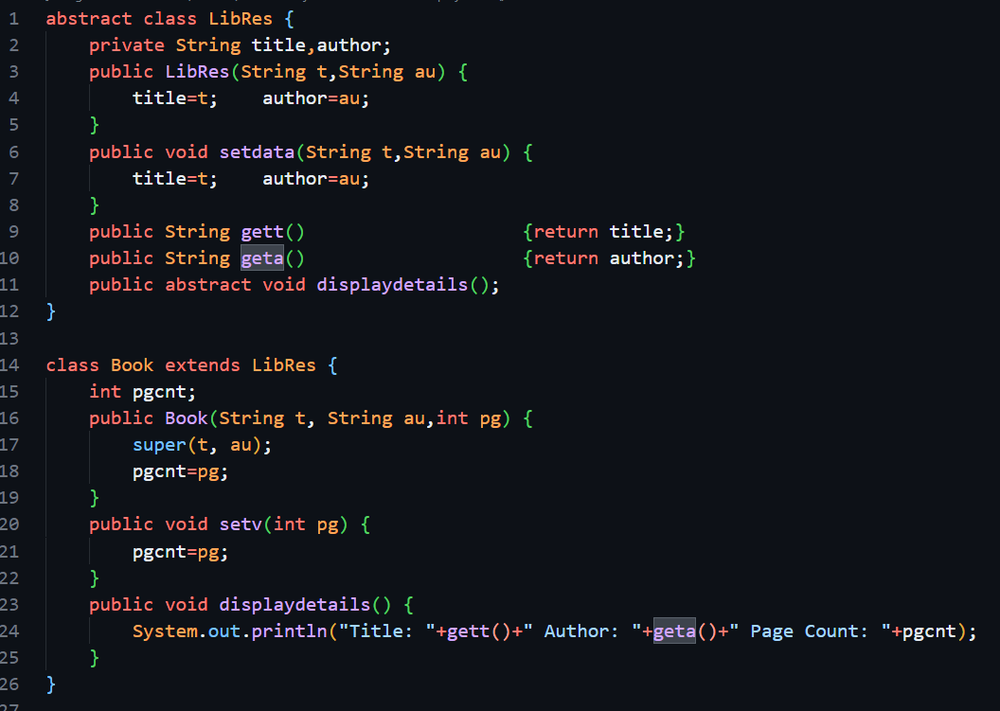 1 abstract class LibRes {
2     private String title,author;
3     public LibRes(String t,String au) {
4         title=t;    author=au;
5     }
6     public void setdata(String t,String au) {
7         title=t;    author=au;
8     }
9     public String gett()                    {return title;}
10     public String geta()                    {return author;}
11     public abstract void displaydetails();
12 }
13
14 class Book extends LibRes {
15     int pgcnt;
16     public Book(String t, String au,int pg) {
17         super(t, au);
18         pgcnt=pg;
19     }
20     public void setv(int pg) {
21         pgcnt=pg;
22     }
23     public void displaydetails() {
24         System.out.println("Title: "+gett()+" Author: "+geta()+" Page Count: "+pgcnt);
25     }
26 }
27